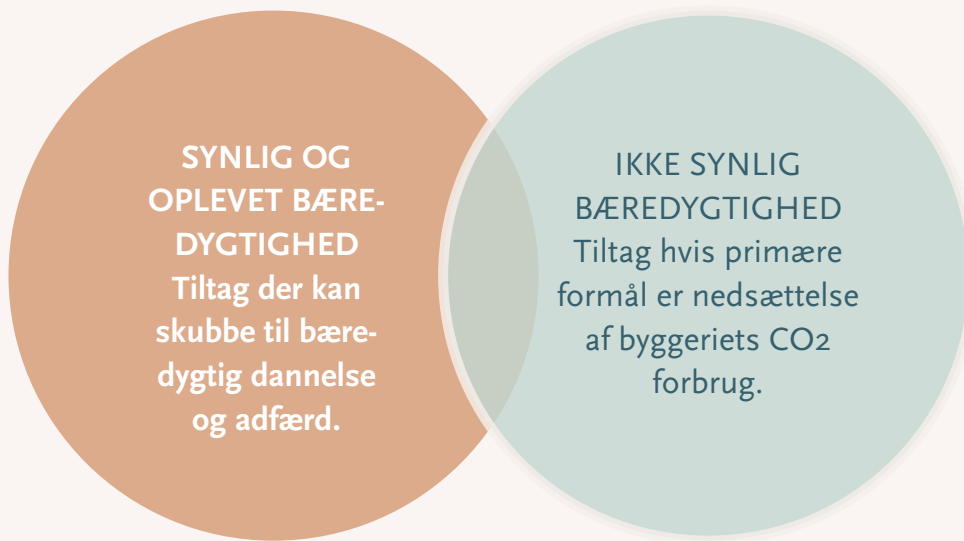 SYNLIG OG
OPLEVET BÆRE-
DYGTIGHED
Tiltag der kan
skubbe til bære-
dygtig dannelse
og adfærd.
IKKE SYNLIG
BÆREDYGTIGHED
Tiltag hvis primære
formål er nedsættelse
af byggeriets CO2
forbrug.